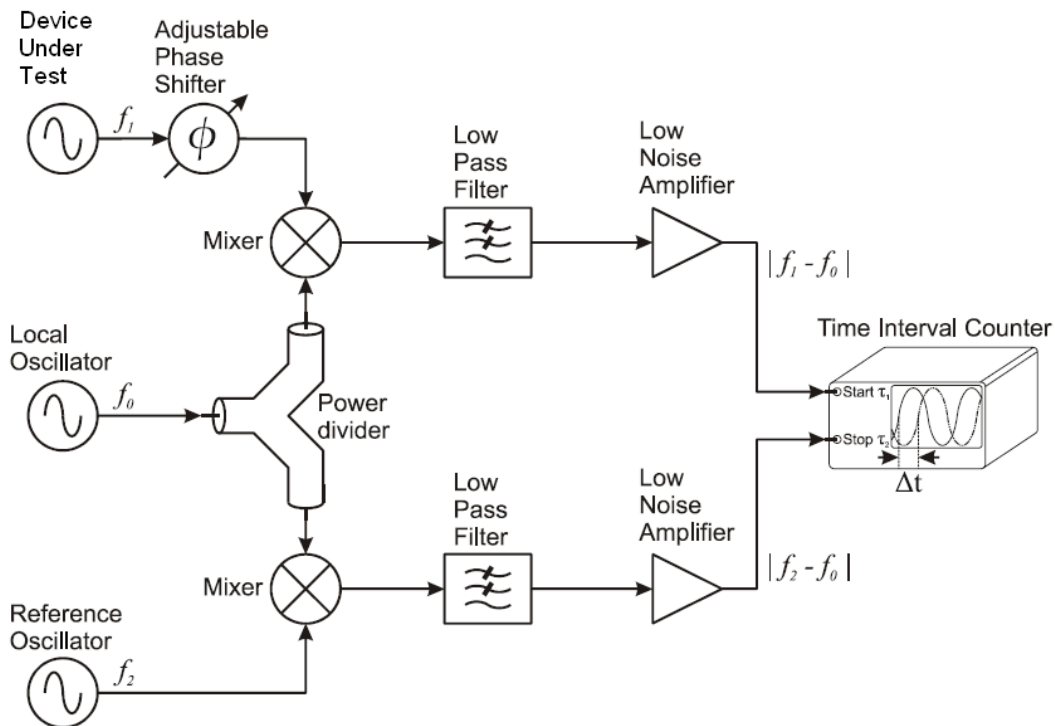 Device
Under
Test
Adjustable
Phase
Shifter
f₁
ϕ
Mixer
Low
Pass
Filter
Low
Noise
Amplifier
| f₁ - f₀ |
Local
Oscillator
f₀
Power
divider
Time Interval Counter
Start τ₁
Stop τ₂
Δt
Mixer
Low
Pass
Filter
Low
Noise
Amplifier
| f₂ - f₀ |
Reference
Oscillator
f₂